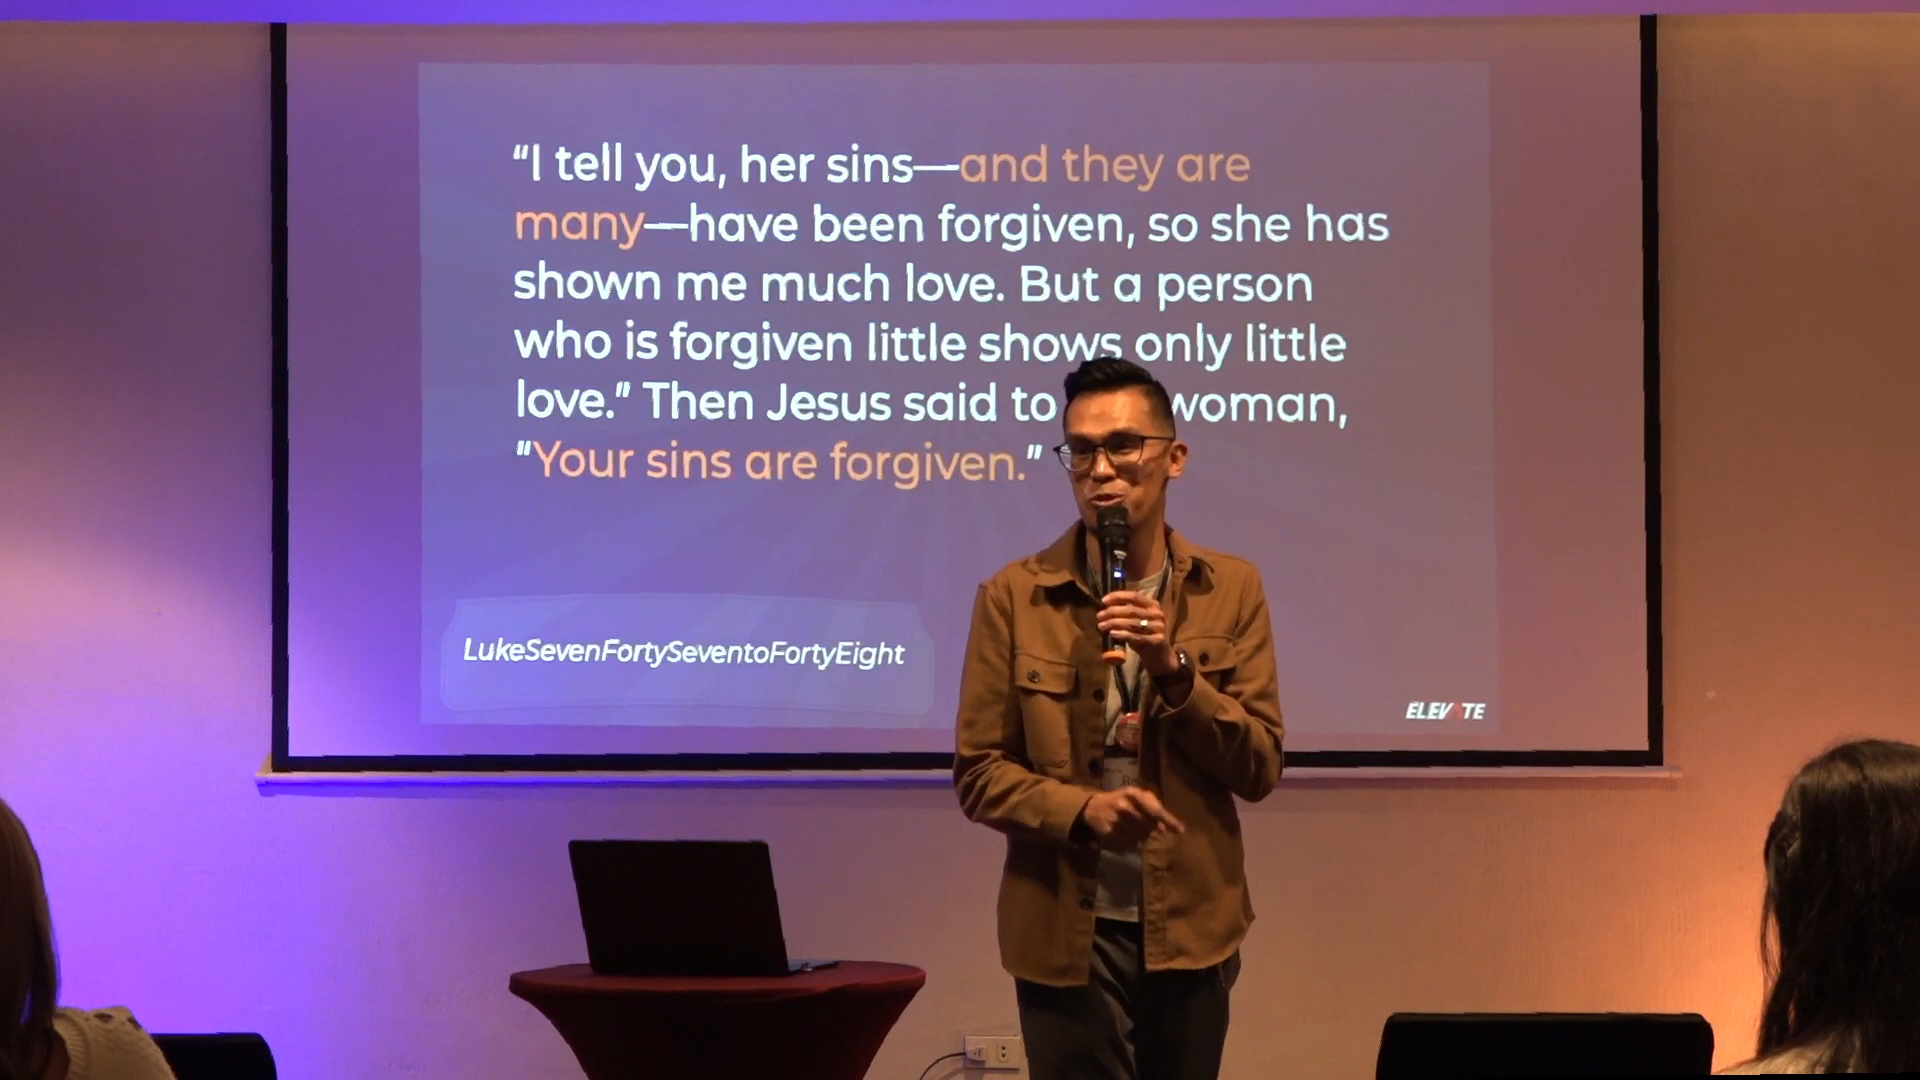 “I tell you, her sins—and they are
many—have been forgiven, so she has
shown me much love. But a person
who is forgiven little shows only little
love.” Then Jesus said to woman,
“Your sins are forgiven.”
LukeSevenFortySeventoFortyEight
ELEVATE